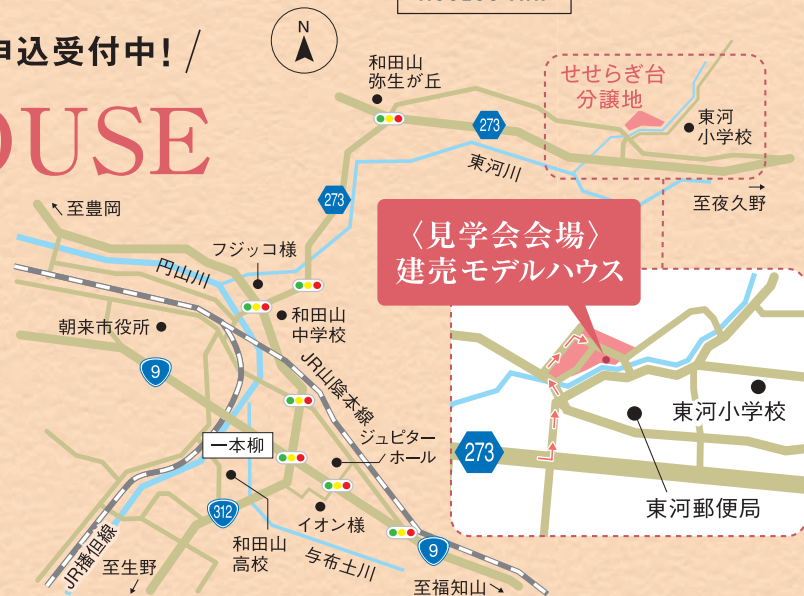 申込受付中!
OUSE
N
和田山
弥生が丘
273
せせらぎ台
分譲地
東河
小学校
東河川
273
至夜久野
至豊岡
〈見学会会場〉
建売モデルハウス
フジッコ様
円山川
和田山
中学校
朝来市役所
JR山陰本線
9
東河小学校
ジュピター
ホール
一本柳
273
312
イオン様
東河郵便局
和田山
高校
9
JR播但線
与布土川
至生野
至福知山